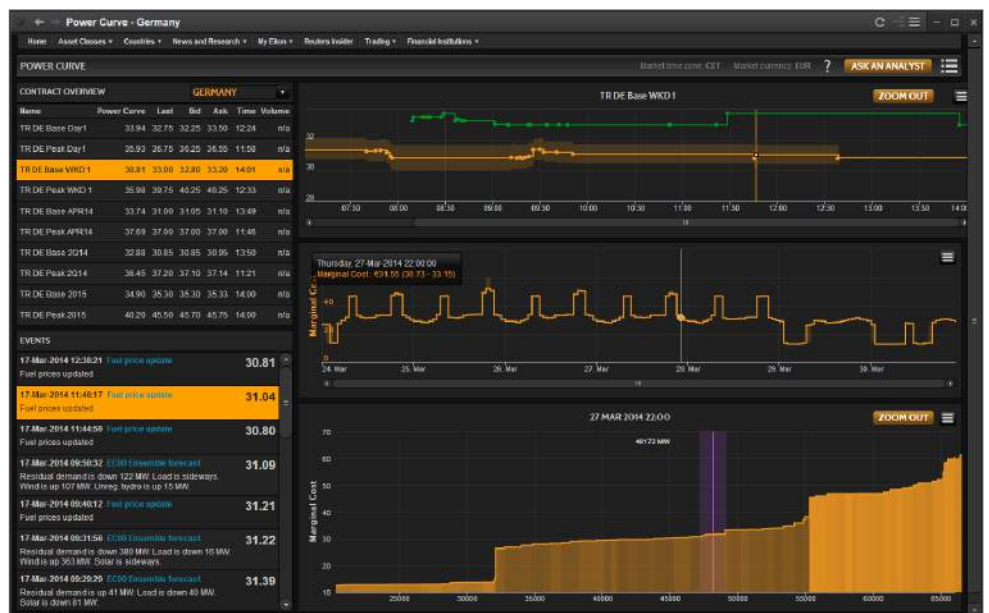 Power Curve - Germany
Home Asset Classes Countries News and Research My Eikon Reuters Insider Trading Financial Institutions
POWER CURVE Market time zone: CET Market currency: EUR ? ASK AN ANALYST
CONTRACT OVERVIEW GERMANY
Name Power Curve Last Bid Ask Time Volume
TR DE Base Day1 33.94 32.75 32.25 33.50 12:24 n/a
TR DE Peak Day1 35.93 36.75 36.25 36.55 11:58 n/a
TR DE Base WKD 1 30.81 33.00 32.80 33.20 14:01 n/a
TR DE Peak WKD 1 35.98 39.75 40.25 40.25 12:33 n/a
TR DE Base APR14 33.74 31.00 31.05 31.10 13:49 n/a
TR DE Peak APR14 37.69 37.00 37.00 37.00 11:46 n/a
TR DE Base 2Q14 32.88 30.85 30.85 30.95 13:50 n/a
TR DE Peak 2Q14 36.45 37.20 37.10 37.14 11:21 n/a
TR DE Base 2015 34.90 35.30 35.30 35.33 14:00 n/a
TR DE Peak 2015 40.20 45.50 45.70 45.75 14:00 n/a
EVENTS
17-Mar-2014 12:38:21 Fuel price update 30.81
Fuel prices updated
17-Mar-2014 11:46:17 Fuel price update 31.04
Fuel prices updated
17-Mar-2014 11:44:59 Fuel price update 30.80
Fuel prices updated
17-Mar-2014 09:50:32 EC00 Ensemble forecast 31.09
Residual demand is down 122 MW. Load is sideways.
Wind is up 107 MW. Unreg. hydro is up 15 MW.
17-Mar-2014 09:40:12 Fuel price update 31.21
Fuel prices updated
17-Mar-2014 09:31:56 EC00 Ensemble forecast 31.22
Residual demand is down 380 MW. Load is down 16 MW.
Wind is up 363 MW. Solar is sideways.
17-Mar-2014 09:29:29 EC00 Ensemble forecast 31.39
Residual demand is up 41 MW. Load is down 40 MW.
Solar is down 81 MW.
TR DE Base WKD 1 ZOOM OUT
32
30
28
07:30 08:00 08:30 09:00 09:30 10:00 10:30 11:00 11:30 12:00 12:30 13:00 13:30 14:00
Thursday, 27-Mar-2014 22:00:00
Marginal Cost: €31.55 (30.73 - 33.15)
Marginal Cost
40
20
0
24. Mar 25. Mar 26. Mar 27. Mar 28. Mar 29. Mar 30. Mar
27 MAR 2014 22:00 ZOOM OUT
48172 MW
Marginal Cost
70
60
50
40
30
20
10
25000 30000 35000 40000 45000 50000 55000 60000 65000